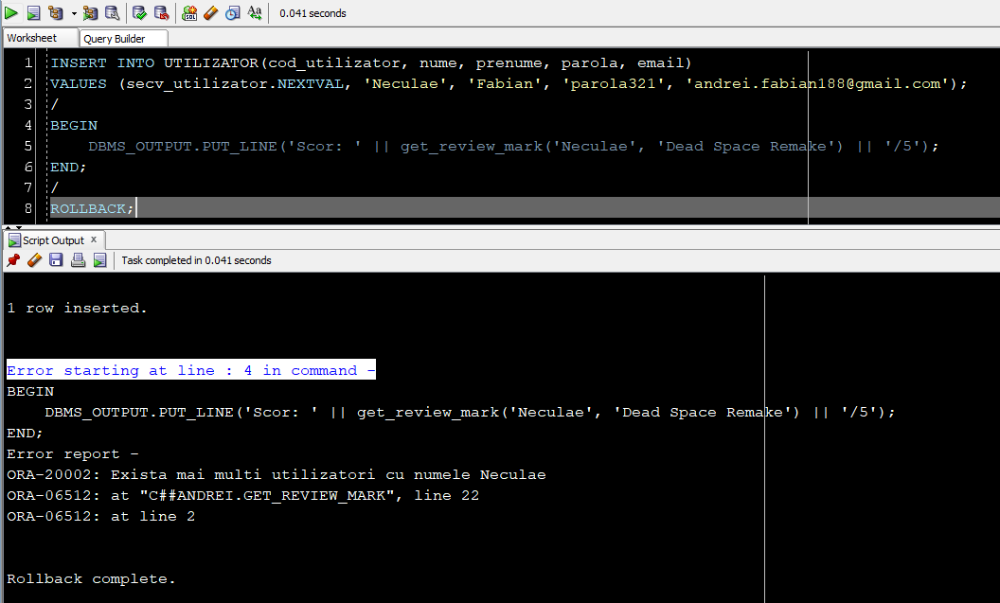 0.041 seconds
Worksheet Query Builder
1 INSERT INTO UTILIZATOR(cod_utilizator, nume, prenume, parola, email)
2 VALUES (secv_utilizator.NEXTVAL, 'Neculae', 'Fabian', 'parola321', 'andrei.fabian188@gmail.com');
3 /
4 BEGIN
5 DBMS_OUTPUT.PUT_LINE('Scor: ' || get_review_mark('Neculae', 'Dead Space Remake') || '/5');
6 END;
7 /
8 ROLLBACK;
Script Output x
Task completed in 0.041 seconds
1 row inserted.
Error starting at line : 4 in command -
BEGIN
DBMS_OUTPUT.PUT_LINE('Scor: ' || get_review_mark('Neculae', 'Dead Space Remake') || '/5');
END;
Error report -
ORA-20002: Exista mai multi utilizatori cu numele Neculae
ORA-06512: at "C##ANDREI.GET_REVIEW_MARK", line 22
ORA-06512: at line 2
Rollback complete.